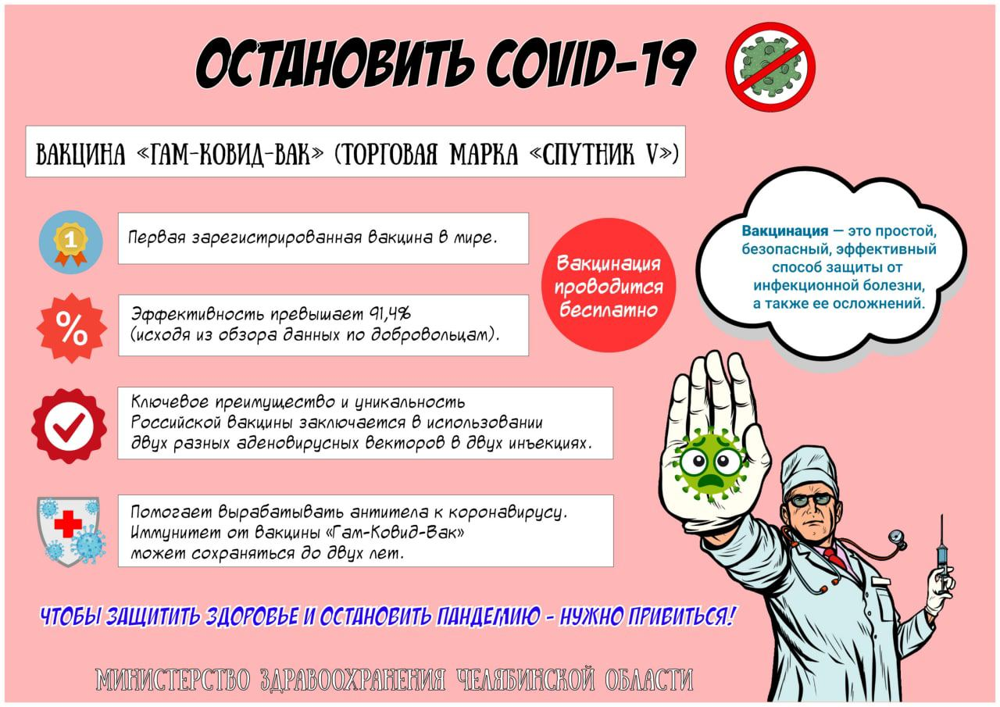 ОСТАНОВИТЬ COVID-19
ВАКЦИНА «ГАМ-КОВИД-ВАК» (ТОРГОВАЯ МАРКА «СПУТНИК V»)
1
Первая зарегистрированная вакцина в мире.
%
Эффективность превышает 91,4%
(исходя из обзора данных по добровольцам).
Вакцинация
проводится
бесплатно
Вакцинация — это простой,
безопасный, эффективный
способ защиты от
инфекционной болезни,
а также ее осложнений.
Ключевое преимущество и уникальность
Российской вакцины заключается в использовании
двух разных аденовирусных векторов в двух инъекциях.
Помогает вырабатывать антитела к коронавирусу.
Иммунитет от вакцины «Гам-Ковид-Вак»
может сохраняться до двух лет.
ЧТОБЫ ЗАЩИТИТЬ ЗДОРОВЬЕ И ОСТАНОВИТЬ ПАНДЕМИЮ - НУЖНО ПРИВИТЬСЯ!
МИНИСТЕРСТВО ЗДРАВООХРАНЕНИЯ ЧЕЛЯБИНСКОЙ ОБЛАСТИ